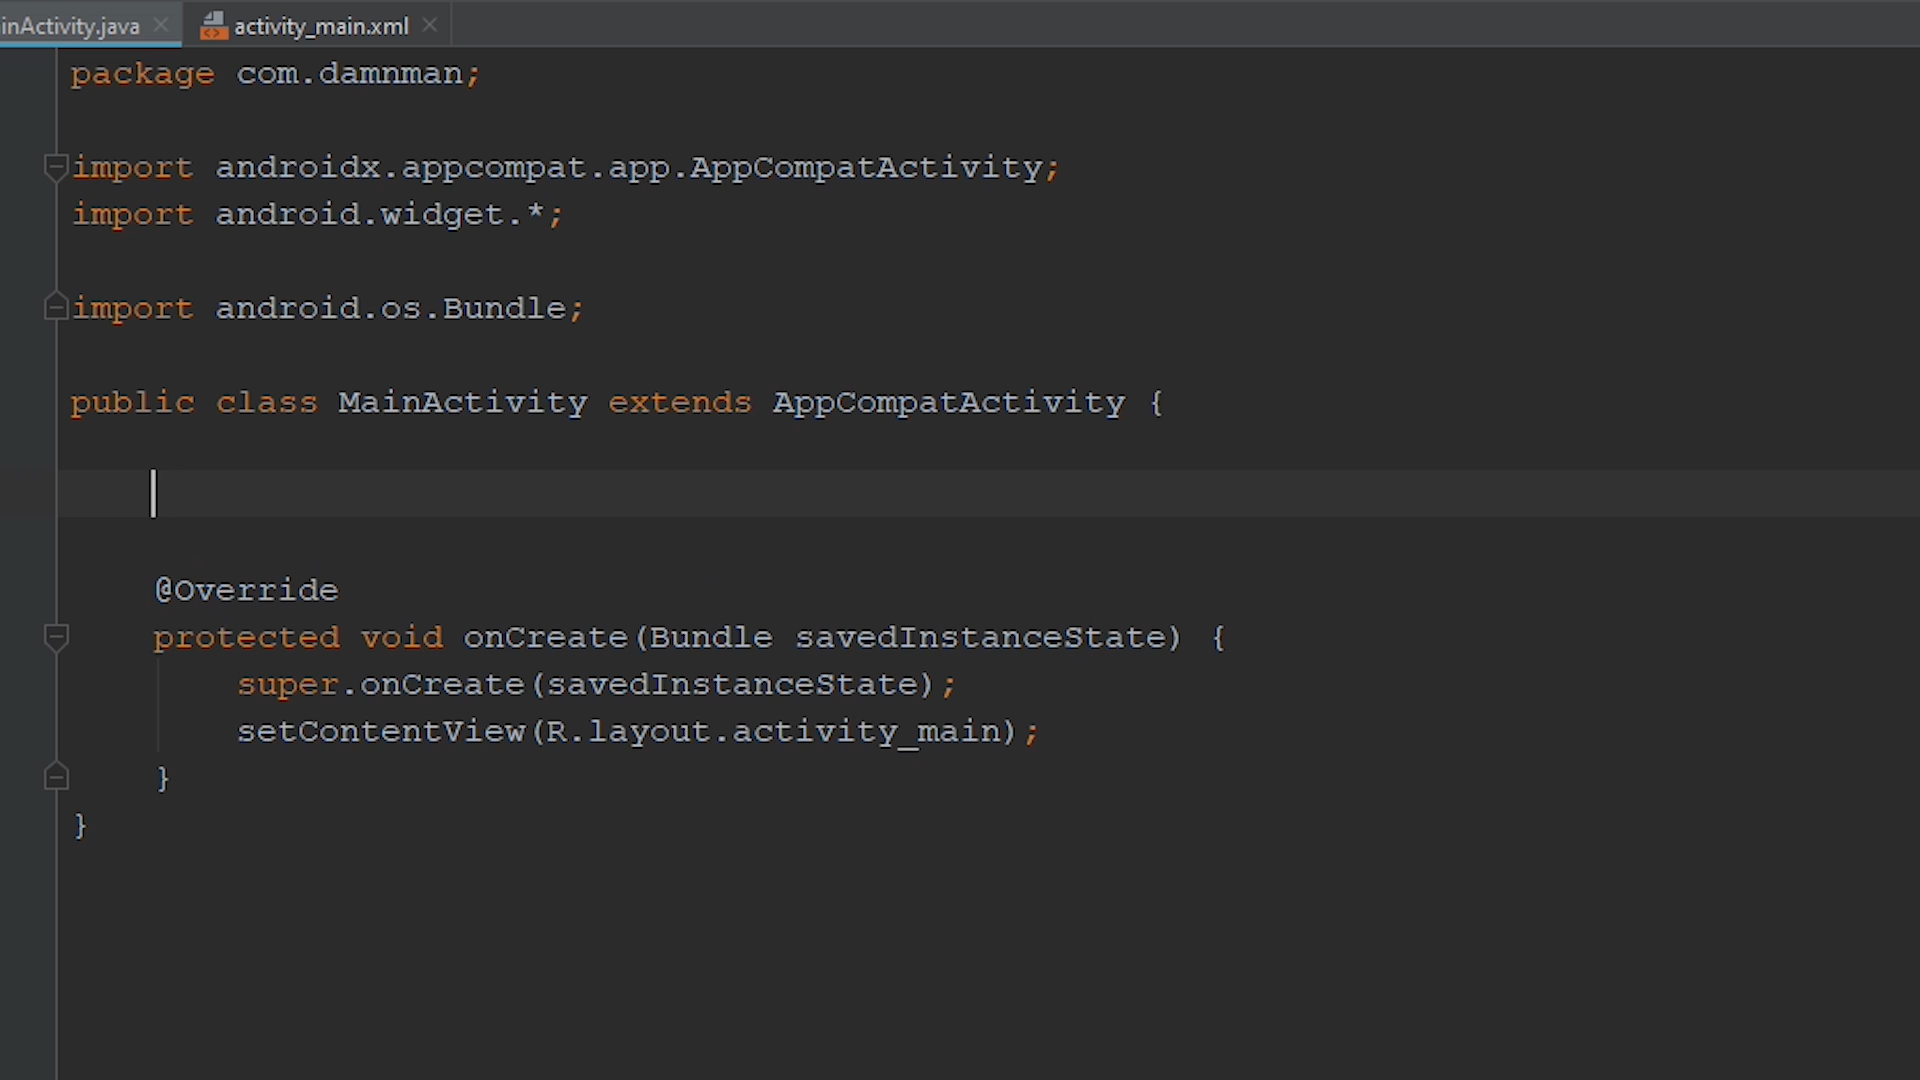 inActivity.java activity_main.xml
package com.damnman;
import androidx.appcompat.app.AppCompatActivity;
import android.widget.*;
import android.os.Bundle;
public class MainActivity extends AppCompatActivity {
@Override
protected void onCreate(Bundle savedInstanceState) {
super.onCreate(savedInstanceState);
setContentView(R.layout.activity_main);
}
}